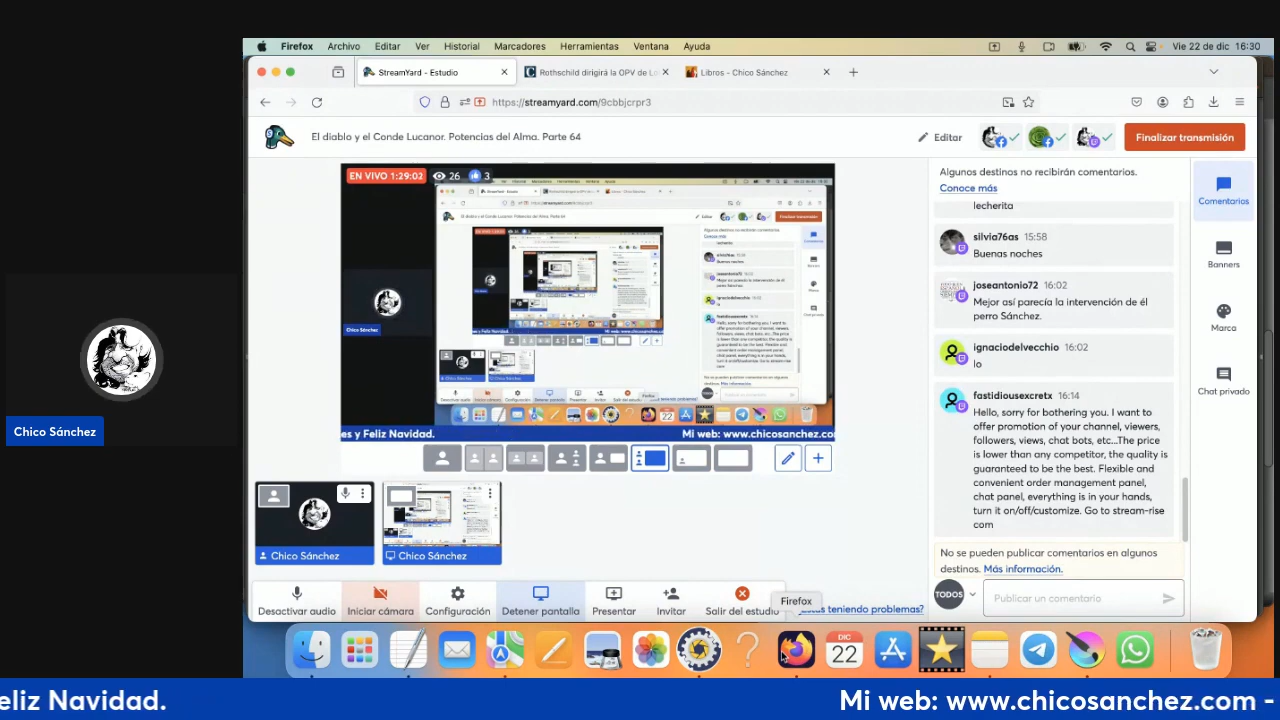 Firefox Archivo Editar Ver Historial Marcadores Herramientas Ventana Ayuda
Vie 22 de dic 16:30
StreamYard - Estudio
Rothschild dirigirá la OPV de Lo
Libros - Chico Sánchez
https://streamyard.com/9cbbjcrpr3
El diablo y el Conde Lucanor. Potencias del Alma. Parte 64
Editar
Finalizar transmisión
EN VIVO 1:29:02 26 3
Chico Sánchez
es y Feliz Navidad.
Mi web: www.chicosanchez.co
Chico Sánchez
Chico Sánchez
Desactivar audio
Iniciar cámara
Configuración
Detener pantalla
Presentar
Invitar
Salir del estudio
Firefox
teniendo problemas?
recibirán comentarios.
Conoce más
lecherita
15:58
Buenas noches
joseantonio72 16:02
Mejor así parecía la intervención de él
perro Sánchez.
ignaciodelvecchio 16:02
lo
fastidiousxretx 16:14
Hello, sorry for bothering you. I want to
offer promotion of your channel, viewers,
followers, views, chat bots, etc...The price
is lower than any competitor, the quality is
guaranteed to be the best. Flexible and
convenient order management panel,
chat panel, everything is in your hands,
turn it on/off/customize. Go to stream-rise
com
No se pueden publicar comentarios en algunos
destinos. Más información.
TODOS
Publicar un comentario
Comentarios
Banners
Marca
Chat privado
Chico Sánchez
DIC
22
eliz Navidad.
Mi web: www.chicosanchez.com -